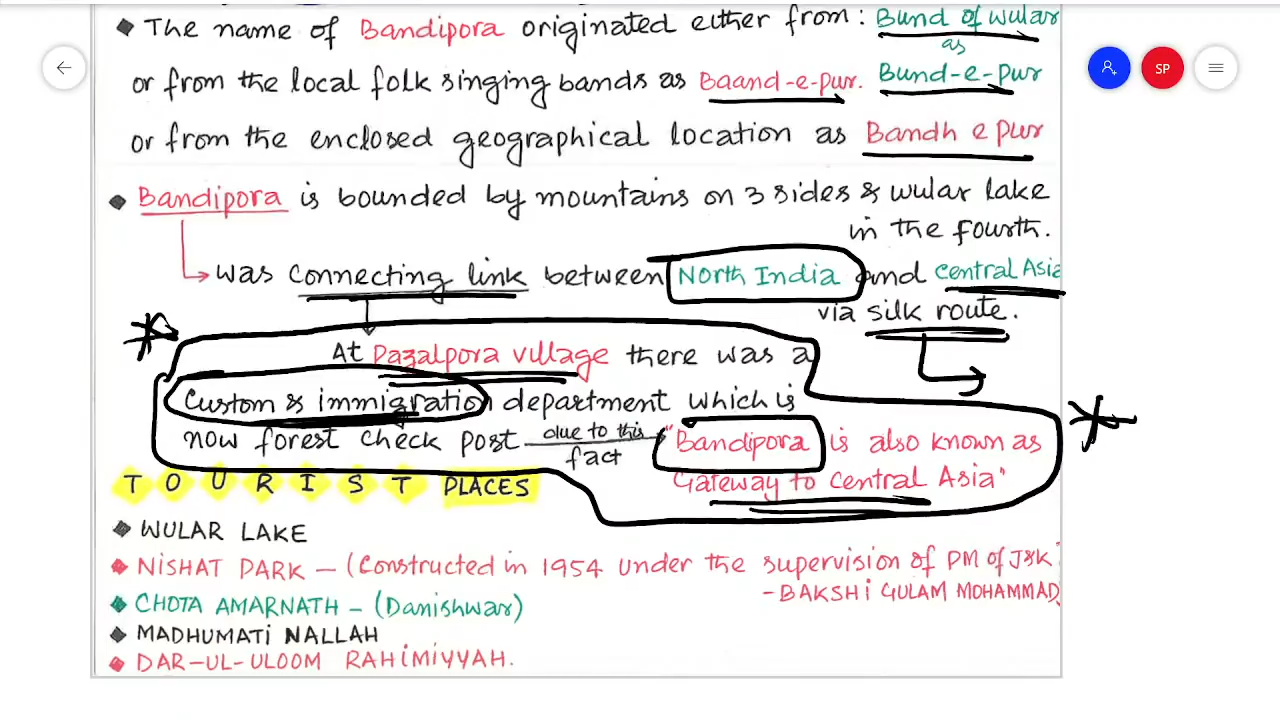 The name of Bandipora originated either from: Bund of wular
as
or from the local folk singing bands as Baand-e-pur. Bund-e-pur
or from the enclosed geographical location as Bandh e pur
Bandipora is bounded by mountains on 3 sides & wular lake
in the fourth.
was connecting link between North India and central Asia
via silk route.
At Pazalpora village there was a
Custom & immigration department which is
now forest check post due to this fact "Bandipora is also known as
Gateway to central Asia"
TOURIST PLACES
WULAR LAKE
NISHAT PARK – (Constructed in 1954 under the supervision of PM of J&K
- BAKSHI GULAM MOHAMMAD
CHOTA AMARNATH – (Danishwar)
MADHUMATI NALLAH
DAR-UL-ULOOM RAHIMIYYAH.
SP